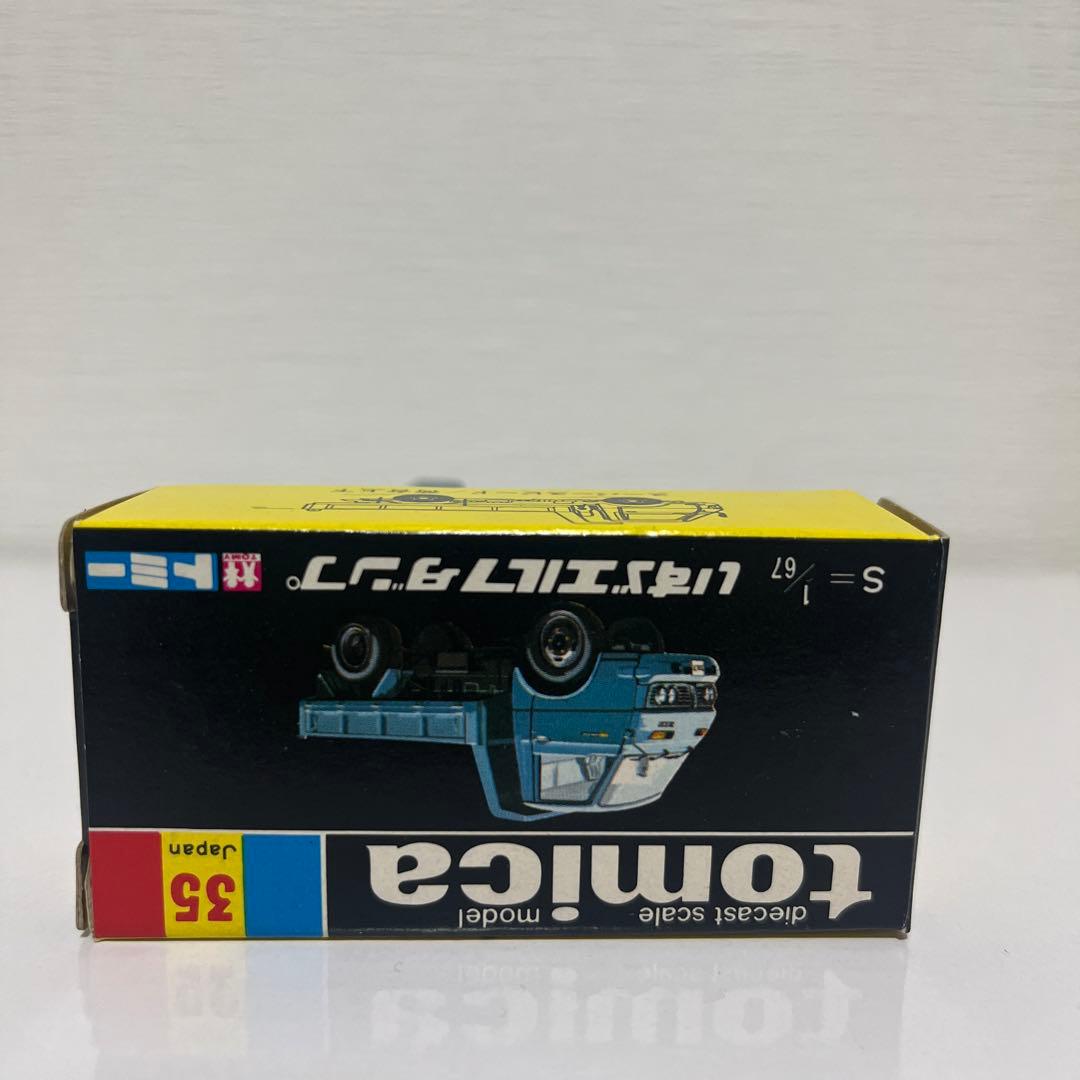 diecast scale model
tomica
35
Japan
いすゞエルフダンプ
S=1/67
トミー
TOMY